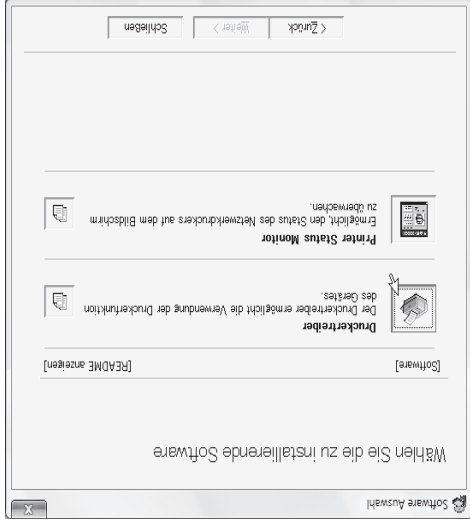 Software Auswahl
X
Wählen Sie die zu installierende Software
[Software] [README anzeigen]
Druckertreiber
Der Druckertreiber ermöglicht die Verwendung der Druckerfunktion
des Gerätes.
Printer Status Monitor
Ermöglicht, den Status des Netzwerkdruckers auf dem Bildschirm
zu überwachen.
< Zurück Weiter > Schließen